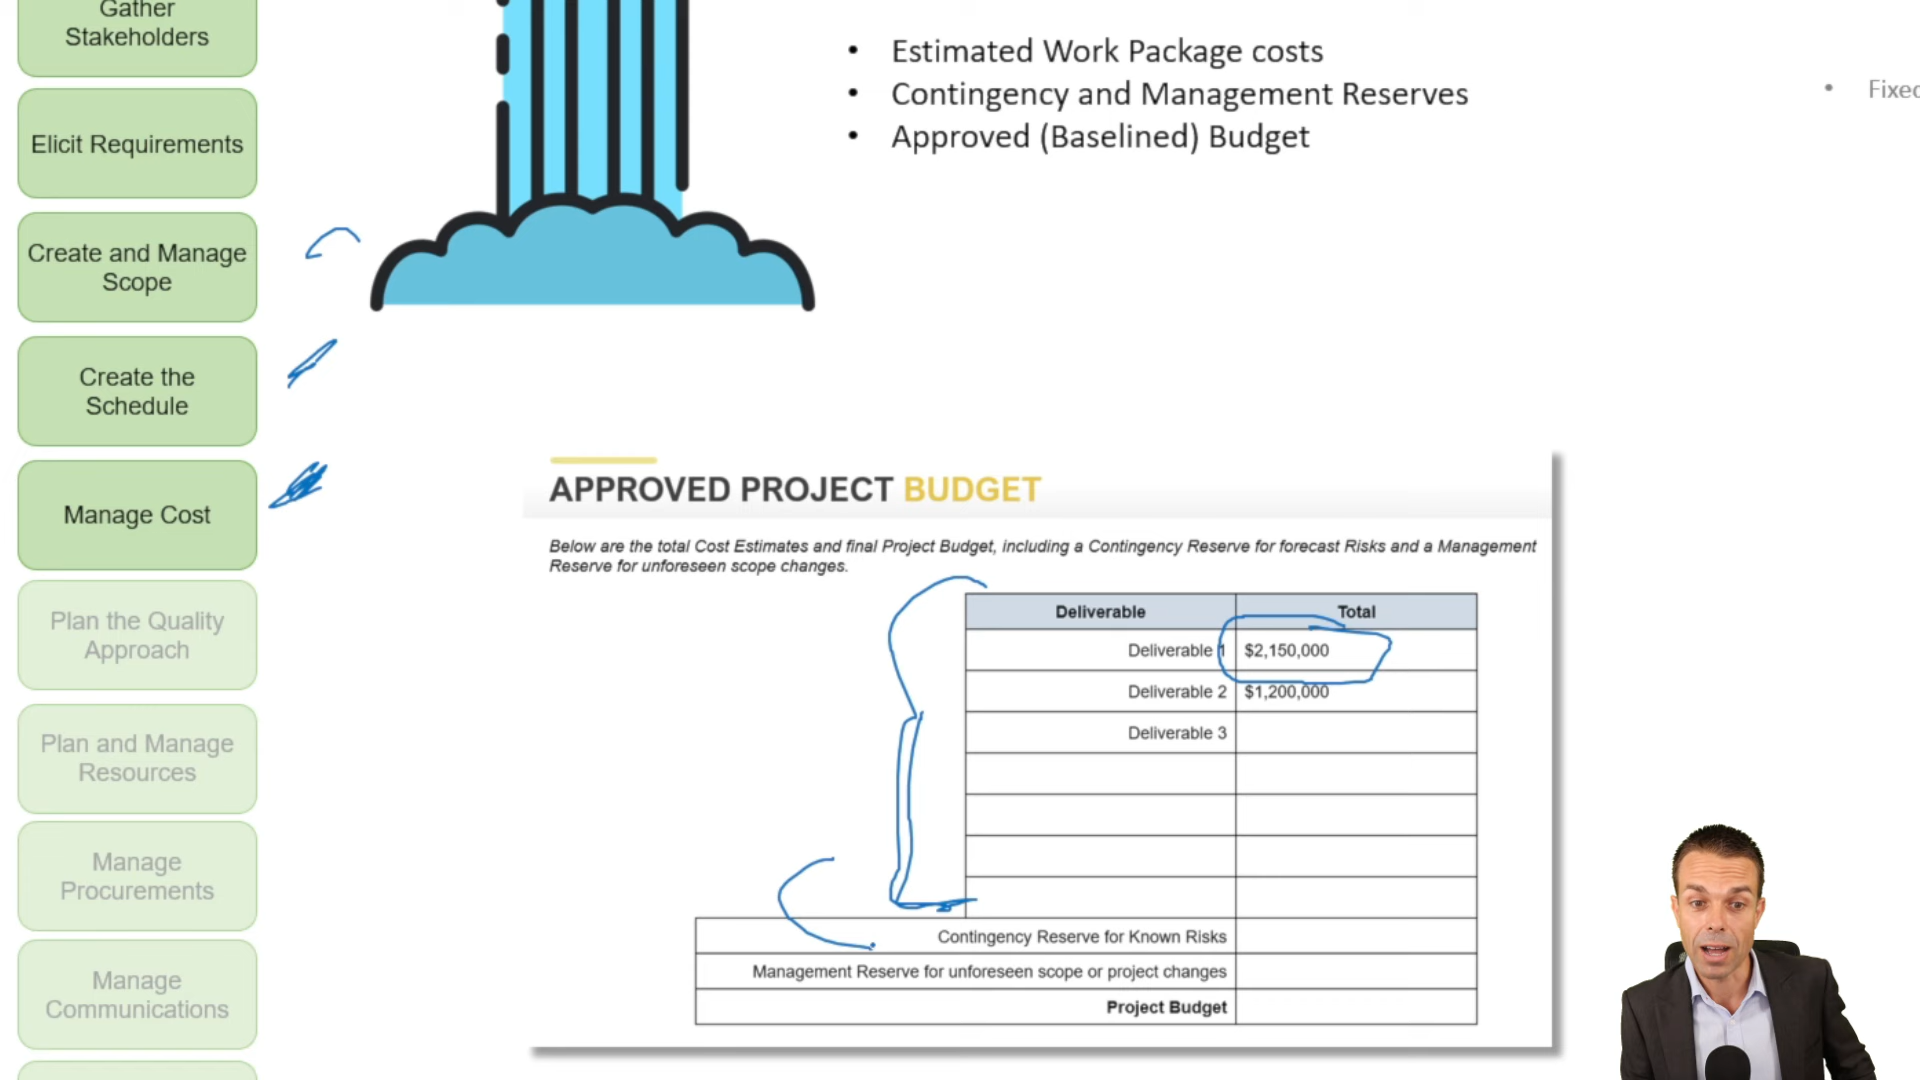 Gather
Stakeholders
Elicit Requirements
Create and Manage
Scope
Create the
Schedule
Manage Cost
Plan the Quality
Approach
Plan and Manage
Resources
Manage
Procurements
Manage
Communications
• Estimated Work Package costs
• Contingency and Management Reserves
• Approved (Baselined) Budget
• Fixed
APPROVED PROJECT BUDGET
Below are the total Cost Estimates and final Project Budget, including a Contingency Reserve for forecast Risks and a Management
Reserve for unforeseen scope changes.
Deliverable Total
Deliverable 1 $2,150,000
Deliverable 2 $1,200,000
Deliverable 3
Contingency Reserve for Known Risks
Management Reserve for unforeseen scope or project changes
Project Budget